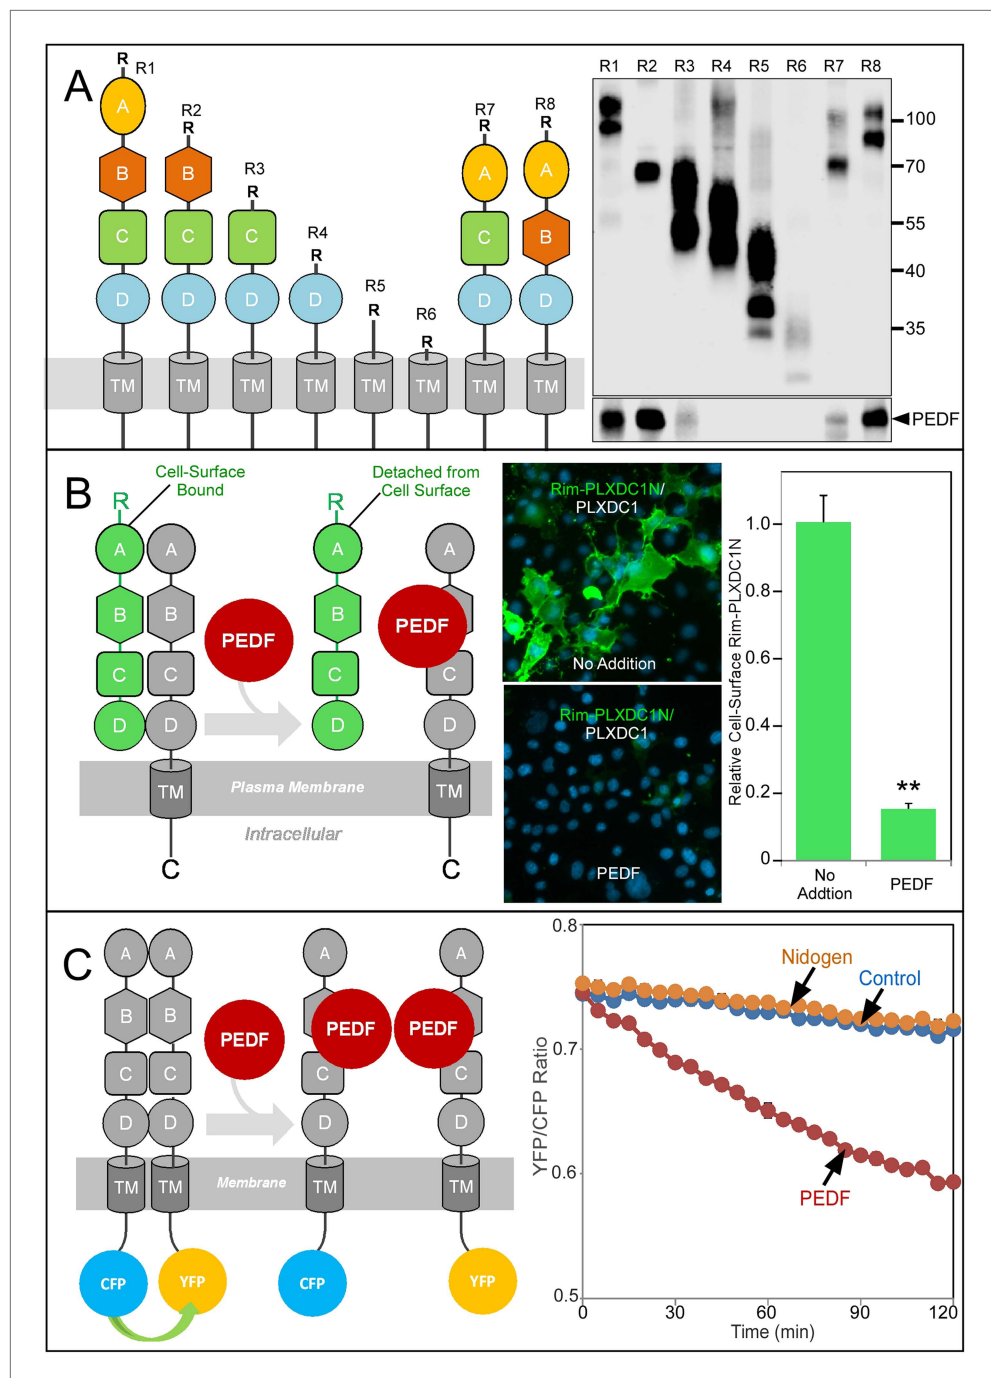 A
R
R1
A
B
C
D
TM
R2
R
B
C
D
TM
R3
R
C
D
TM
R4
R
D
TM
R5
R
TM
R6
R
TM
R7
R
A
C
D
TM
R8
R
A
B
D
TM
R1 R2 R3 R4 R5 R6 R7 R8
100
70
55
40
35
PEDF
B
Cell-Surface
Bound
Detached from
Cell Surface
R
A A
B B
C C
D D
TM
C
PEDF
R
A
B
C
D
PEDF
A
C
D
TM
C
Plasma Membrane
Intracellular
Rim-PLXDC1N/
PLXDC1
No Addition
Rim-PLXDC1N/
PLXDC1
PEDF
Relative Cell-Surface Rim-PLXDC1N
1.0
0.8
0.6
0.4
0.2
0
**
No
Addtion
PEDF
C
A A
B B
C C
D D
TM TM
CFP YFP
PEDF
Membrane
A
PEDF
C
D
TM
CFP
A
PEDF
C
D
TM
YFP
YFP/CFP Ratio
0.8
0.7
0.6
0.5
Nidogen
Control
PEDF
0 30 60 90 120
Time (min)